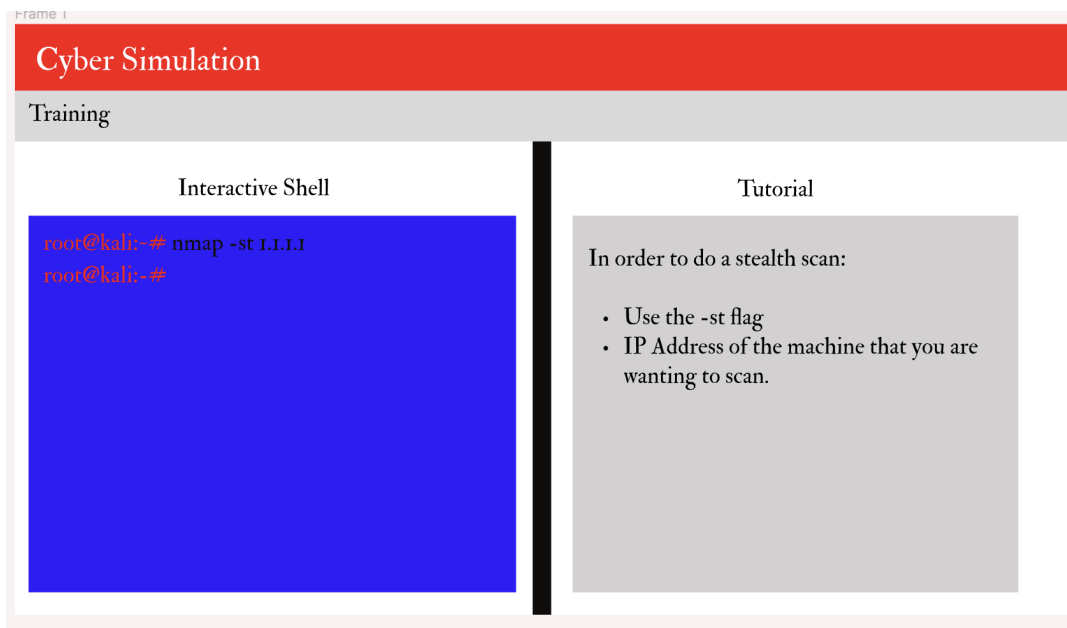 Frame 1
Cyber Simulation
Training
Interactive Shell
root@kali:~# nmap -st 1.1.1.1
root@kali:~#
Tutorial
In order to do a stealth scan:
• Use the -st flag
• IP Address of the machine that you are
wanting to scan.